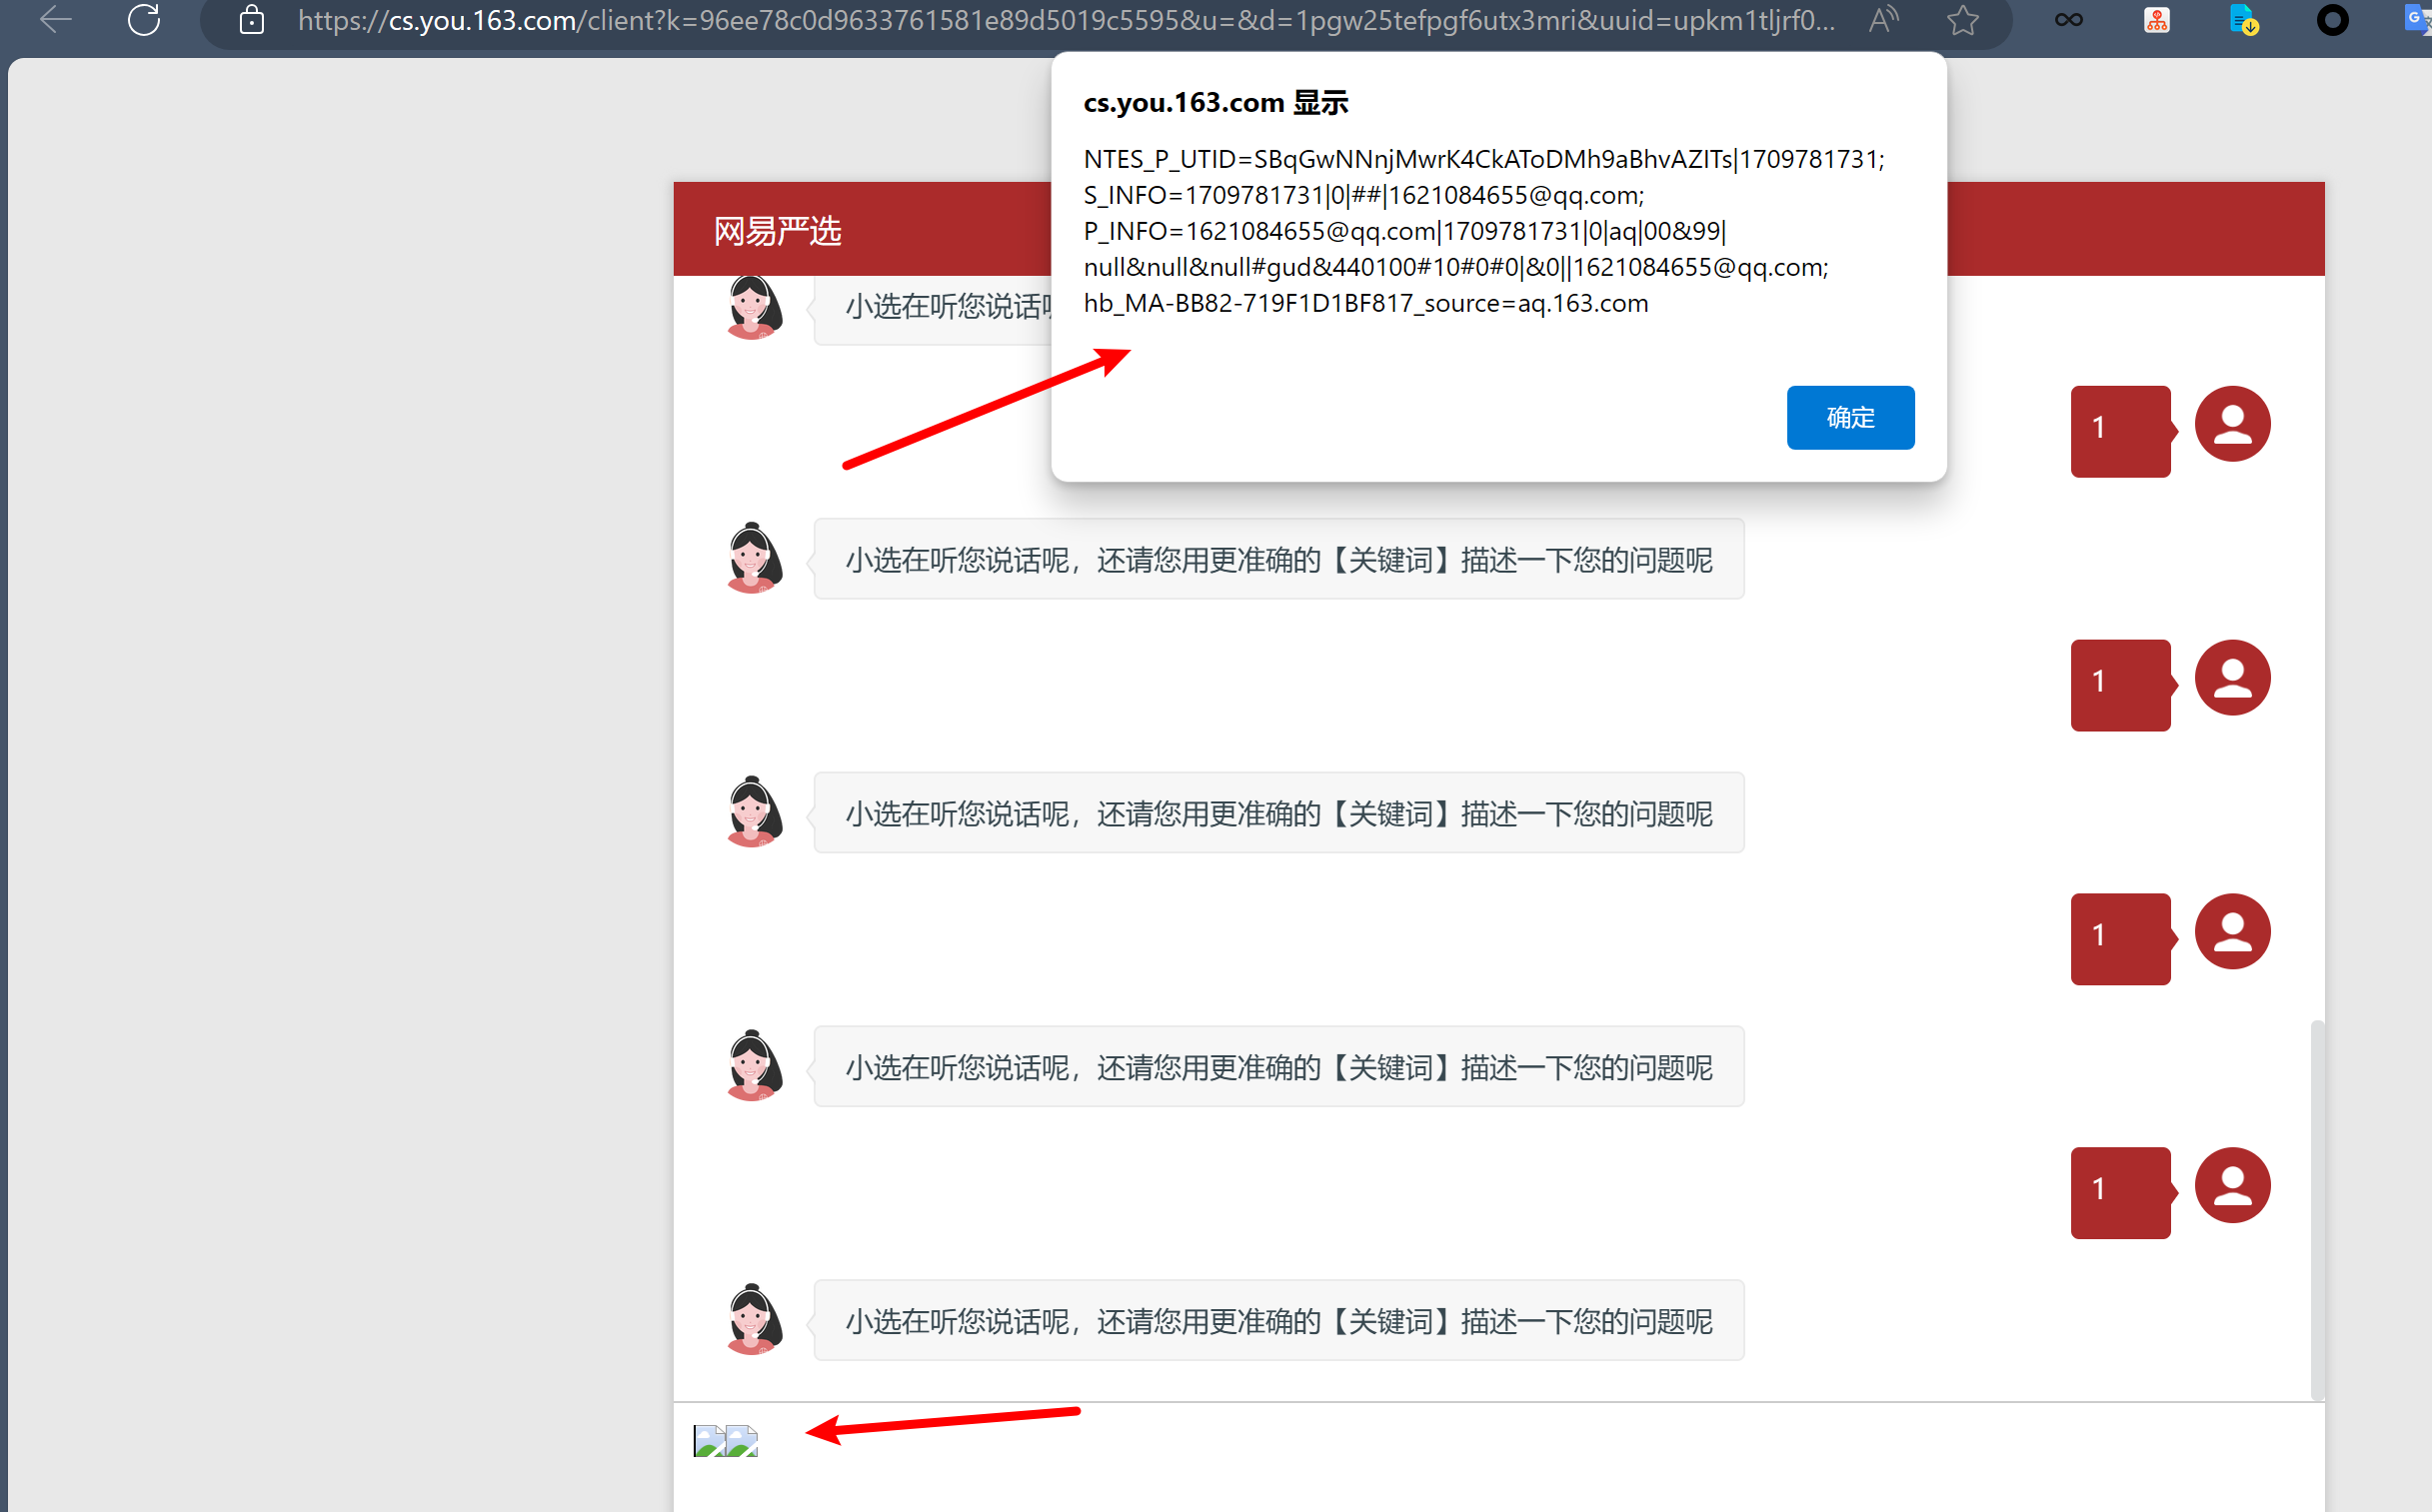 https://cs.you.163.com/client?k=96ee78c0d9633761581e89d5019c5595&u=&d=1pgw25tefpgf6utx3mri&uuid=upkm1tljrf0...
cs.you.163.com 显示
NTES_P_UTID=SBqGwNNnjMwrK4CkAToDMh9aBhvAZITs|1709781731;
S_INFO=1709781731|0|##|1621084655@qq.com;
P_INFO=1621084655@qq.com|1709781731|0|aq|00&99|
null&null&null#gud&440100#10#0#0|&0||1621084655@qq.com;
hb_MA-BB82-719F1D1BF817_source=aq.163.com
确定
网易严选
小选在听您说话
1
小选在听您说话呢，还请您用更准确的【关键词】描述一下您的问题呢
1
小选在听您说话呢，还请您用更准确的【关键词】描述一下您的问题呢
1
小选在听您说话呢，还请您用更准确的【关键词】描述一下您的问题呢
1
小选在听您说话呢，还请您用更准确的【关键词】描述一下您的问题呢